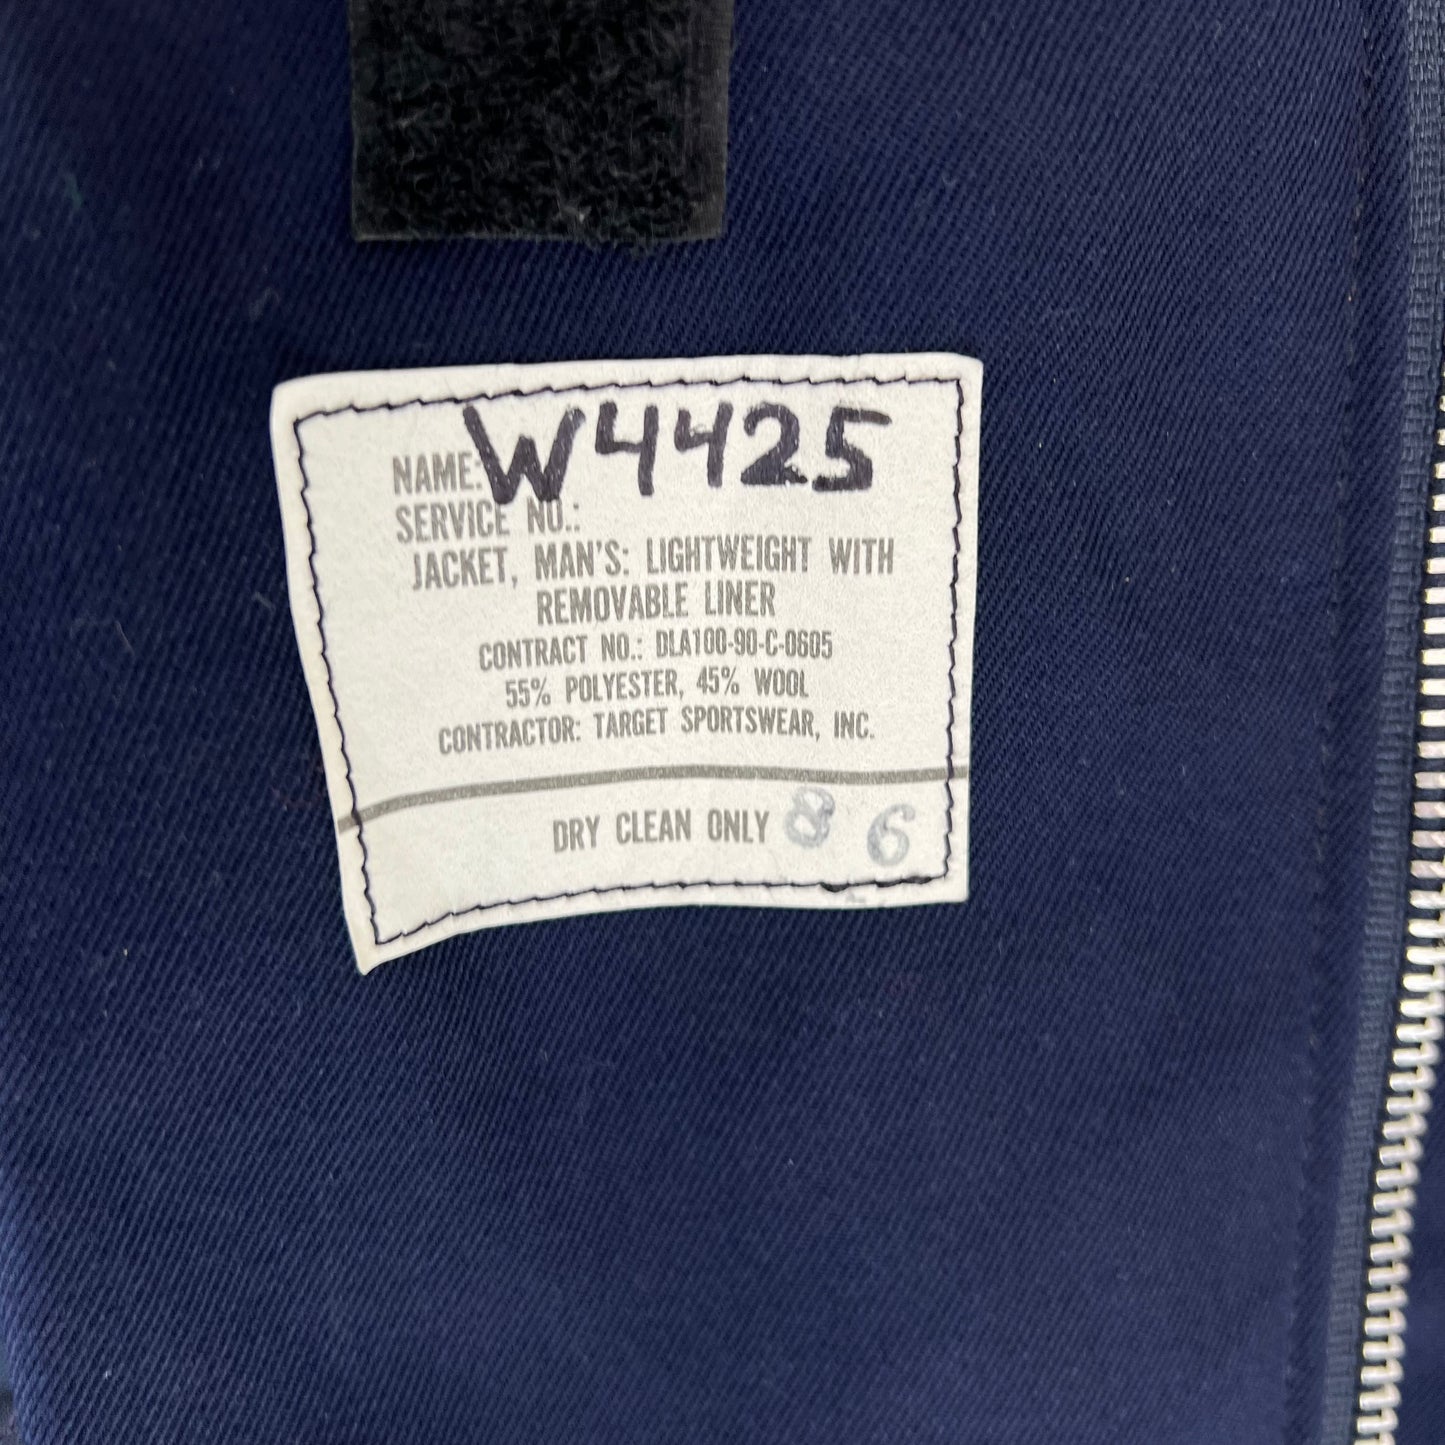 W4425
NAME:
SERVICE NO.:
JACKET, MAN'S: LIGHTWEIGHT WITH
REMOVABLE LINER
CONTRACT NO.: DLA100-90-C-0605
55% POLYESTER, 45% WOOL
CONTRACTOR: TARGET SPORTSWEAR, INC.
DRY CLEAN ONLY 8 6